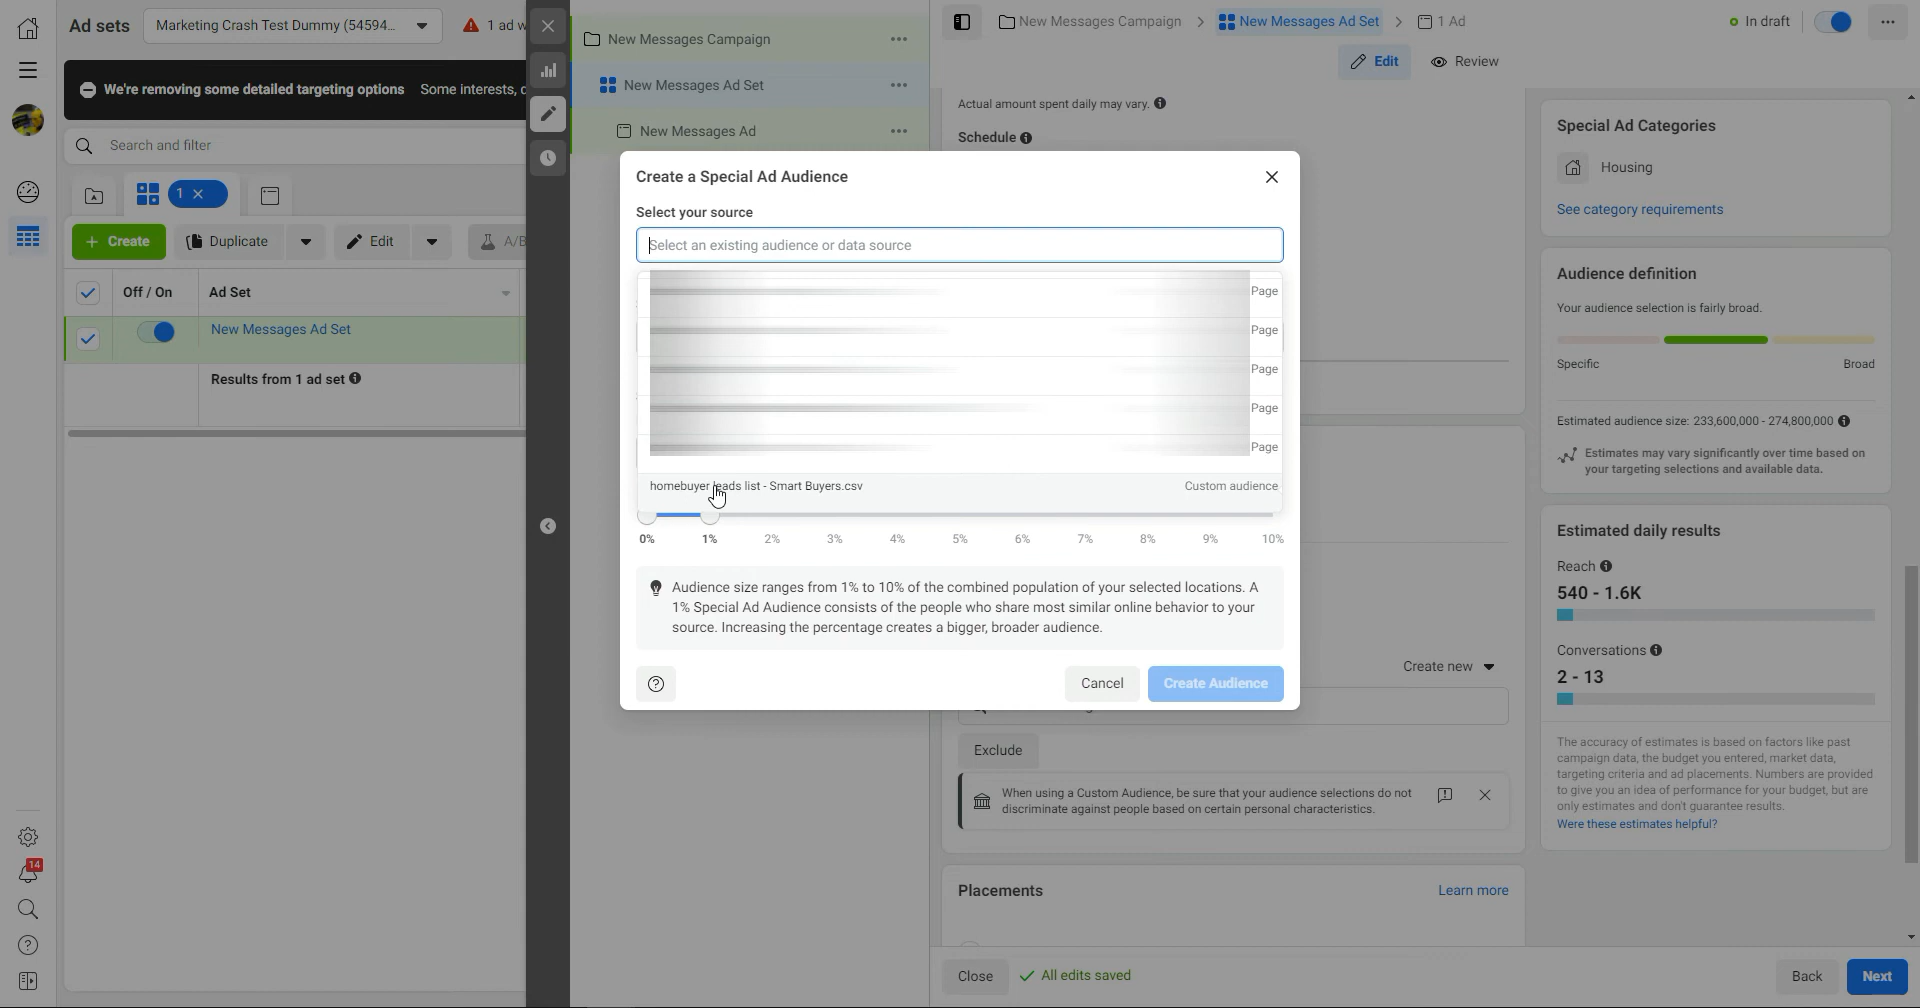 Ad sets
Marketing Crash Test Dummy (54594...
1 ad w
We're removing some detailed targeting options Some interests, c
Search and filter
1
Create
Duplicate
Edit
A/B
Off / On
Ad Set
New Messages Ad Set
Results from 1 ad set
14
New Messages Campaign
New Messages Ad Set
New Messages Ad
New Messages Campaign
New Messages Ad Set
1 Ad
In draft
Edit
Review
Actual amount spent daily may vary.
Schedule
Create a Special Ad Audience
Select your source
Select an existing audience or data source
Page
Page
Page
Page
Page
homebuyer leads list - Smart Buyers.csv
Custom audience
0% 1% 2% 3% 4% 5% 6% 7% 8% 9% 10%
Audience size ranges from 1% to 10% of the combined population of your selected locations. A
1% Special Ad Audience consists of the people who share most similar online behavior to your
source. Increasing the percentage creates a bigger, broader audience.
Cancel
Create Audience
Create new
Exclude
When using a Custom Audience, be sure that your audience selections do not
discriminate against people based on certain personal characteristics.
Placements
Learn more
Close
All edits saved
Back
Next
Special Ad Categories
Housing
See category requirements
Audience definition
Your audience selection is fairly broad.
Specific
Broad
Estimated audience size: 233,600,000 - 274,800,000
Estimates may vary significantly over time based on
your targeting selections and available data.
Estimated daily results
Reach
540 - 1.6K
Conversations
2 - 13
The accuracy of estimates is based on factors like past
campaign data, the budget you entered, market data,
targeting criteria and ad placements. Numbers are provided
to give you an idea of performance for your budget, but are
only estimates and don't guarantee results.
Were these estimates helpful?